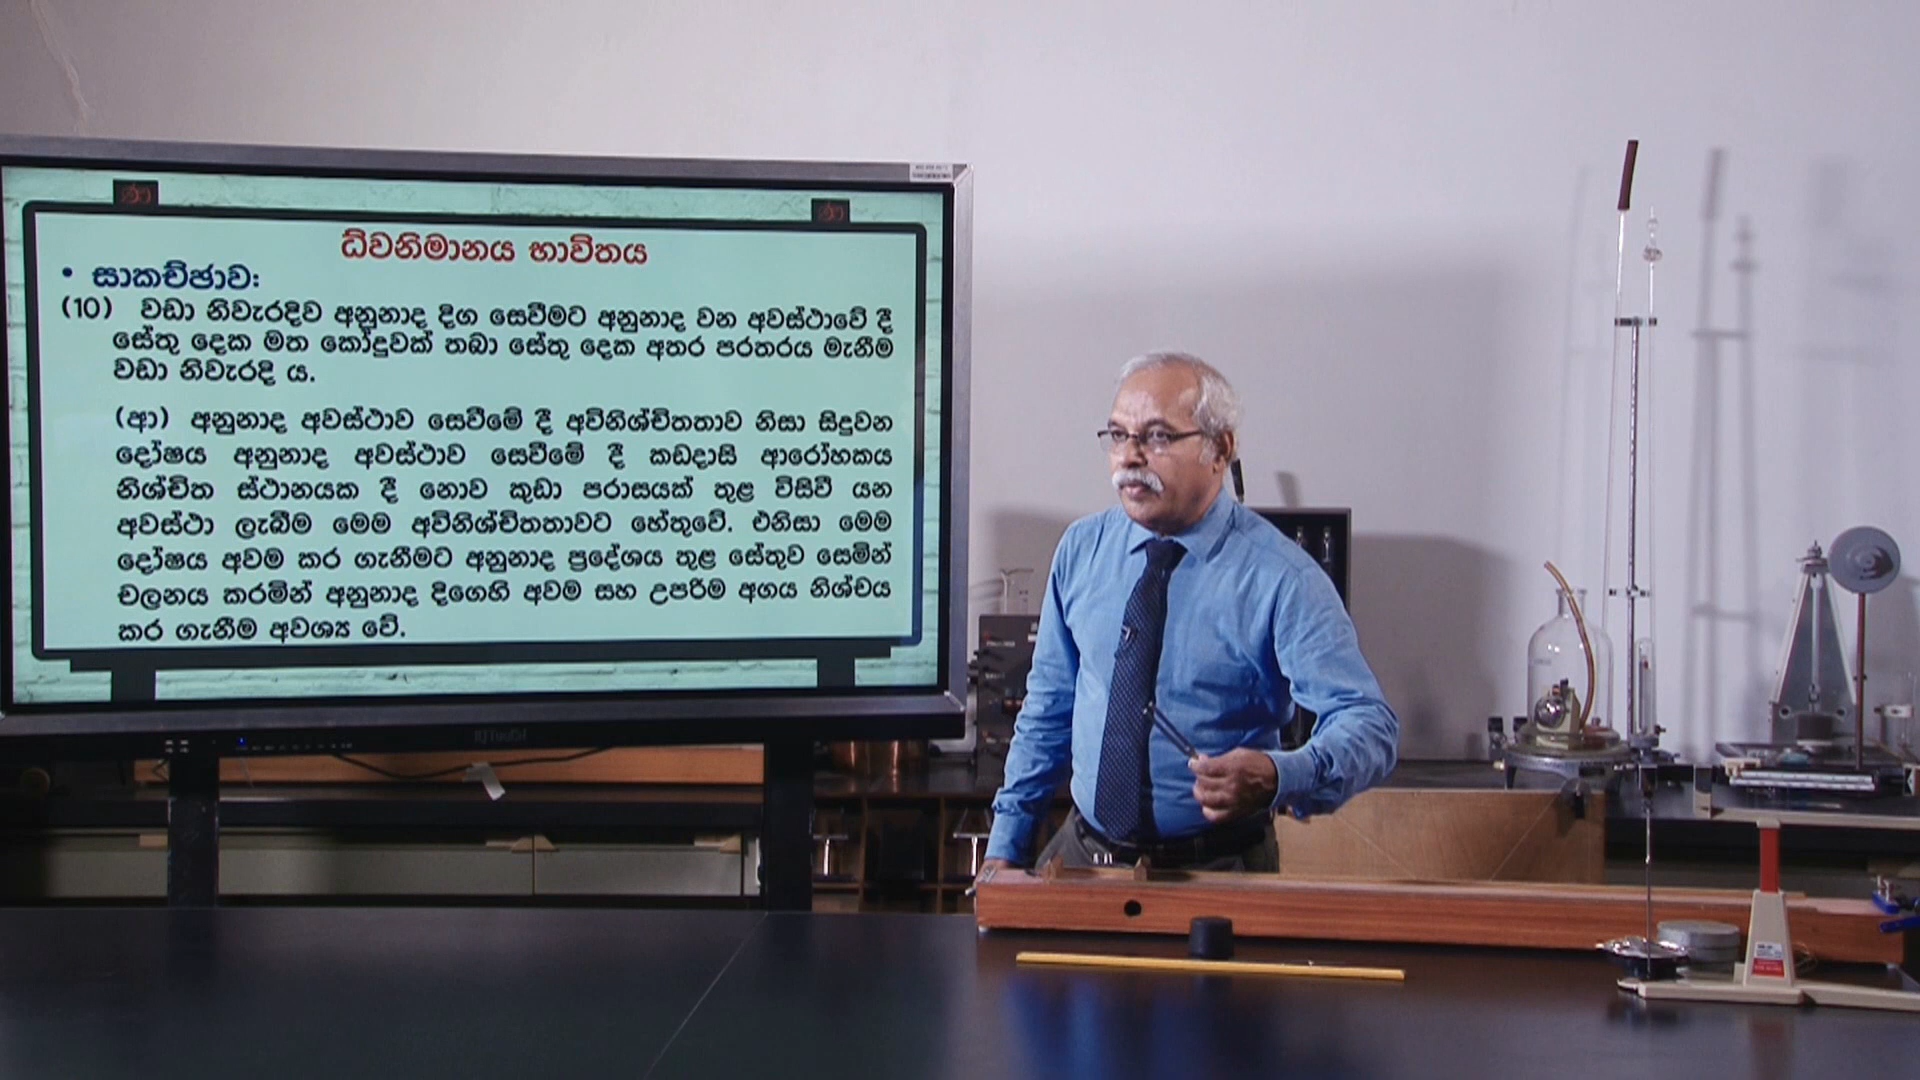 ධ්වනිමානය භාවිතය
• සාකච්ඡාව:
(10) වඩා නිවැරදිව අනුනාද දිග සෙවීමට අනුනාද වන අවස්ථාවේ දී
සේතු දෙක මත කෝදුවක් තබා සේතු දෙක අතර පරතරය මැනීම
වඩා නිවැරදි ය.
(ආ) අනුනාද අවස්ථාව සෙවීමේ දී අවිනිශ්චිතතාව නිසා සිදුවන
දෝෂය අනුනාද අවස්ථාව සෙවීමේ දී කඩදාසි ආරෝහකය
නිශ්චිත ස්ථානයක දී නොව කුඩා පරාසයක් තුළ විසිවී යන
අවස්ථා ලැබීම මෙම අවිනිශ්චිතතාවට හේතුවේ. එනිසා මෙම
දෝෂය අවම කර ගැනීමට අනුනාද ප්‍රදේශය තුළ සේතුව සෙමින්
චලනය කරමින් අනුනාද දිගෙහි අවම සහ උපරිම අගය නිශ්චය
කර ගැනීම අවශ්‍ය වේ.